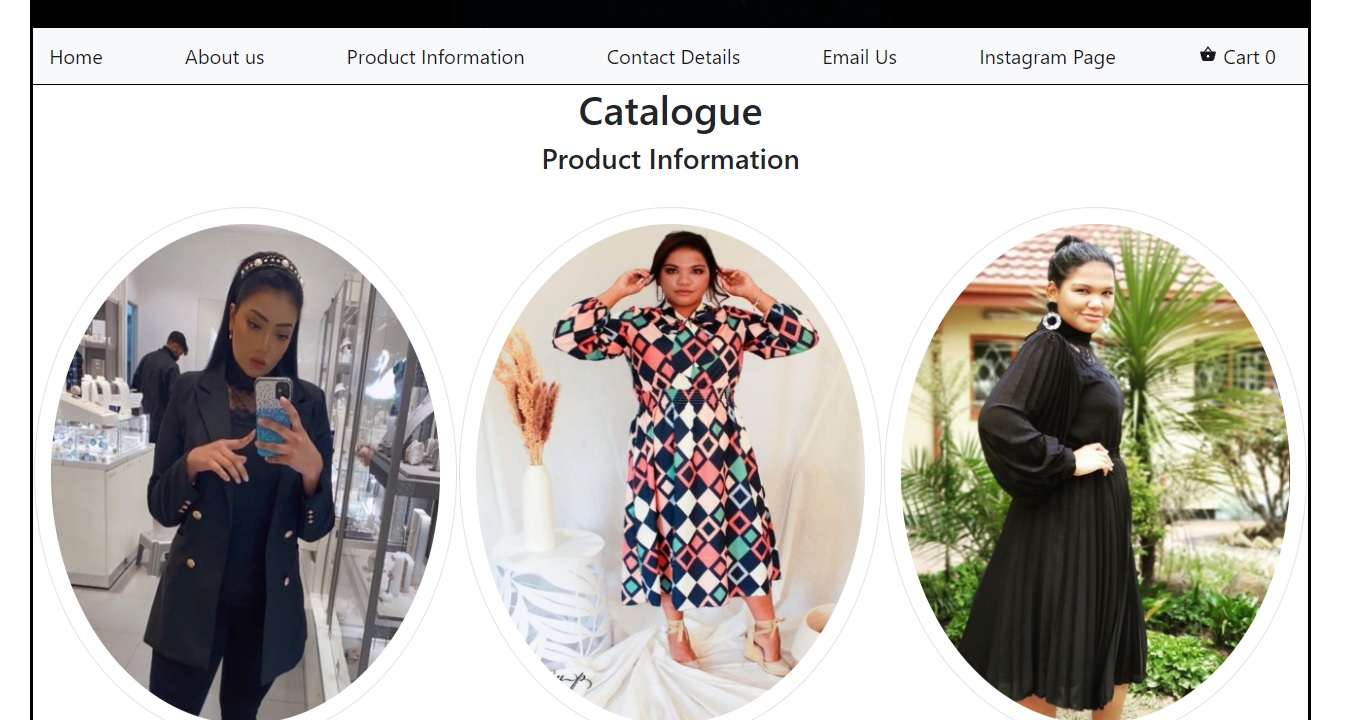 Home About us Product Information Contact Details Email Us Instagram Page Cart 0
Catalogue
Product Information